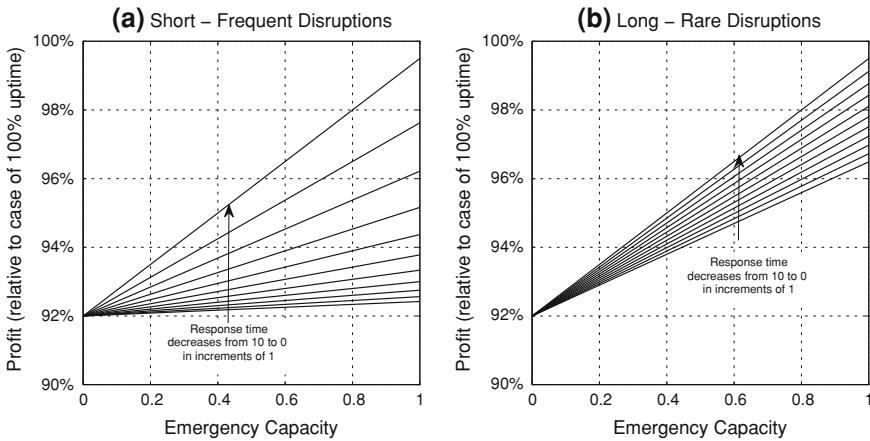 (a) Short – Frequent Disruptions
100%
98%
96%
94%
92%
90%
Profit (relative to case of 100% uptime)
Response time
decreases from 10 to 0
in increments of 1
0
0.2
0.4
0.6
0.8
1
Emergency Capacity
(b) Long – Rare Disruptions
100%
98%
96%
94%
92%
90%
Profit (relative to case of 100% uptime)
Response time
decreases from 10 to 0
in increments of 1
0
0.2
0.4
0.6
0.8
1
Emergency Capacity